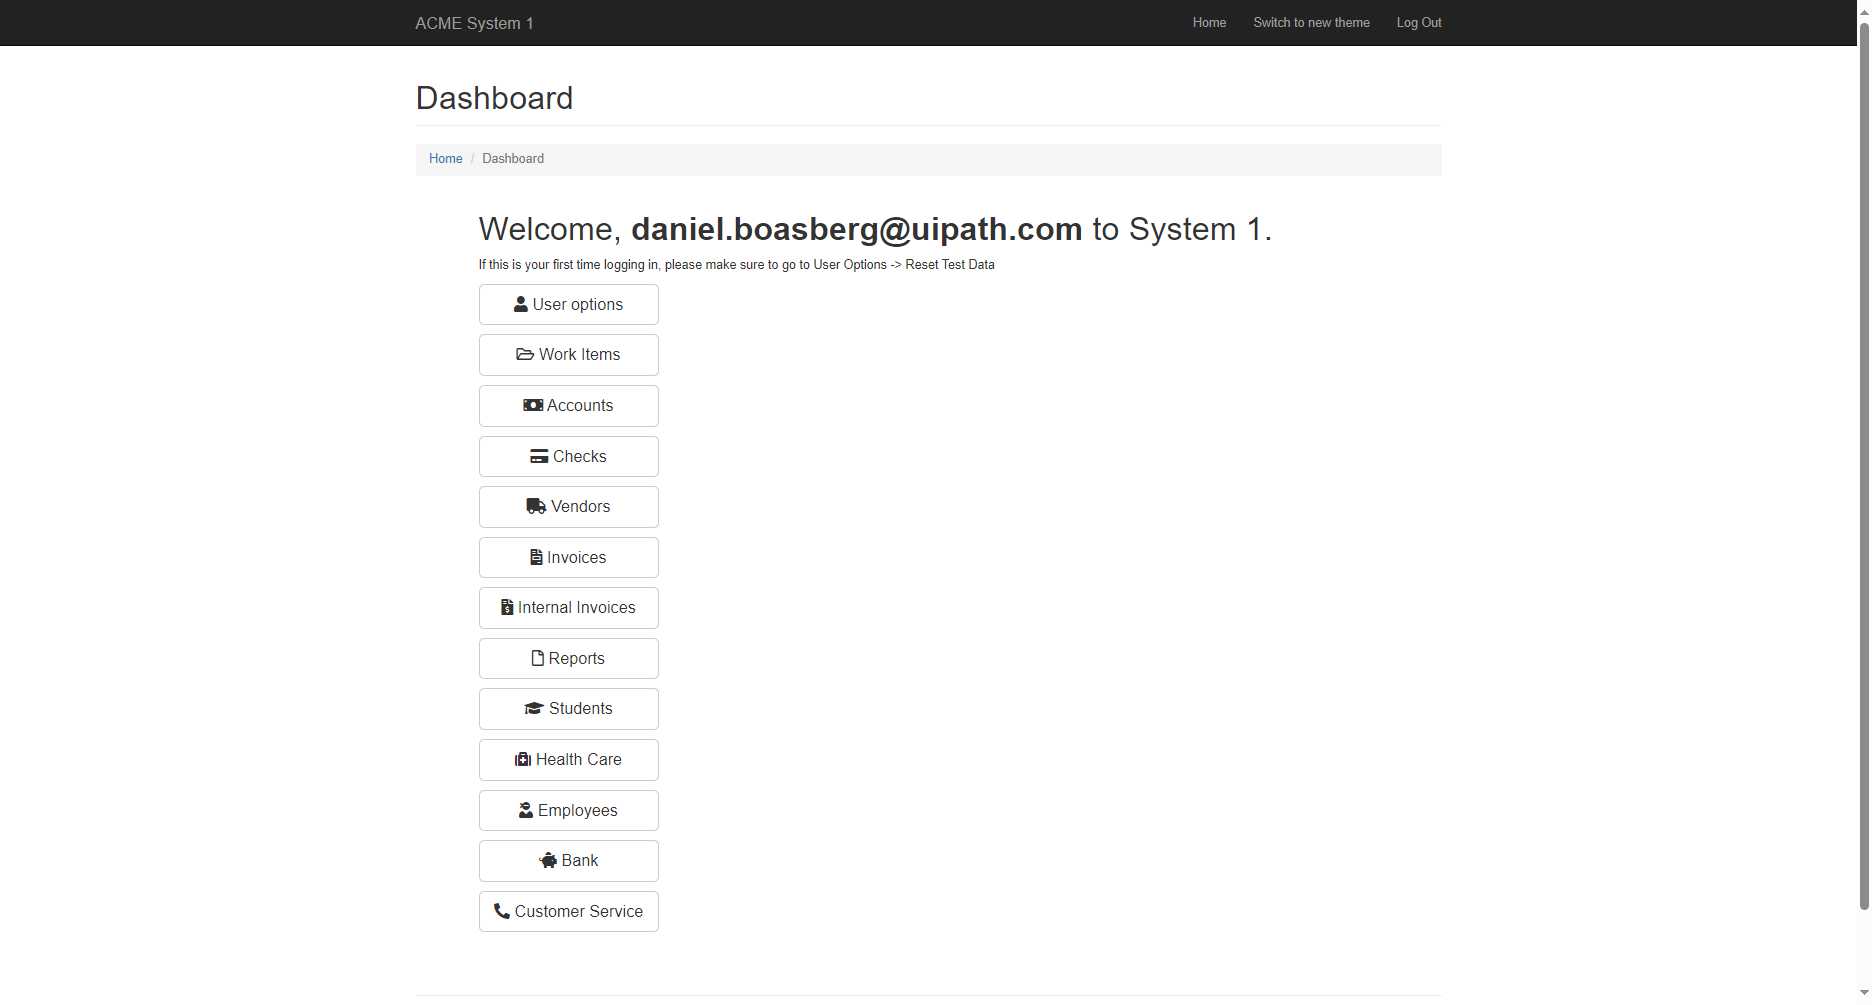 ACME System 1
Home
Switch to new theme
Log Out
Dashboard
Home / Dashboard
Welcome, daniel.boasberg@uipath.com to System 1.
If this is your first time logging in, please make sure to go to User Options -> Reset Test Data
User options
Work Items
Accounts
Checks
Vendors
Invoices
Internal Invoices
Reports
Students
Health Care
Employees
Bank
Customer Service